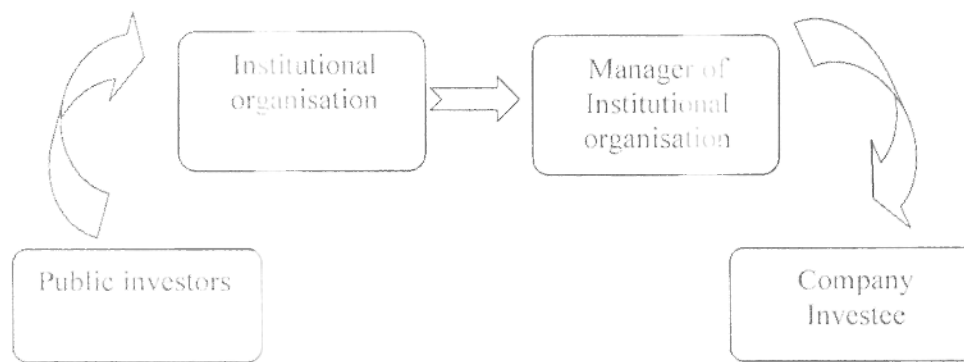 Institutional
organisation
Manager of
Institutional
organisation
Public investors
Company
Investee